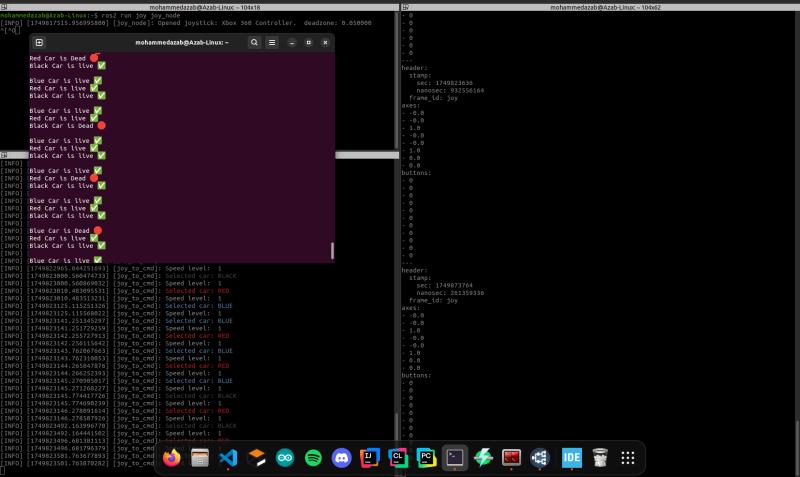 mohammedazab@Azab-Linux: ~ 104x18
mohammedazab@Azab-Linux:~$ ros2 run joy joy_node
[INFO] [1749817515.956995800] [joy_node]: Opened joystick: Xbox 360 Controller.  deadzone: 0.050000
mohammedazab@Azab-Linux: ~
Red Car is Dead 🔴
Black Car is live ✅
Blue Car is live ✅
Red Car is live ✅
Black Car is live ✅
Blue Car is live ✅
Red Car is live ✅
Black Car is Dead 🔴
Blue Car is live ✅
Red Car is live ✅
Black Car is live ✅
Blue Car is live ✅
Red Car is Dead 🔴
Black Car is live ✅
Blue Car is live ✅
Red Car is live ✅
Black Car is live ✅
Blue Car is Dead 🔴
Red Car is live ✅
Black Car is live ✅
Blue Car is live ✅
[INFO]
[INFO]
[INFO]
[INFO]
[INFO]
[INFO]
[INFO]
[INFO]
[INFO]
[INFO]
[INFO]
[INFO]
[INFO]
[INFO]
[INFO] [1749822965.844251693] [joy_to_cmd]: Speed level:  1
[INFO] [1749823000.560474733] [joy_to_cmd]: Selected car: BLACK
[INFO] [1749823000.560869032] [joy_to_cmd]: Speed level:  1
[INFO] [1749823010.483095531] [joy_to_cmd]: Selected car: RED
[INFO] [1749823010.483513231] [joy_to_cmd]: Speed level:  1
[INFO] [1749823125.115251326] [joy_to_cmd]: Selected car: BLUE
[INFO] [1749823125.115568022] [joy_to_cmd]: Speed level:  1
[INFO] [1749823141.251345297] [joy_to_cmd]: Selected car: BLUE
[INFO] [1749823141.251729259] [joy_to_cmd]: Speed level:  1
[INFO] [1749823142.255727913] [joy_to_cmd]: Selected car: RED
[INFO] [1749823142.256115642] [joy_to_cmd]: Speed level:  1
[INFO] [1749823143.762067663] [joy_to_cmd]: Selected car: BLUE
[INFO] [1749823143.762310053] [joy_to_cmd]: Speed level:  1
[INFO] [1749823144.265847876] [joy_to_cmd]: Selected car: RED
[INFO] [1749823144.266252393] [joy_to_cmd]: Speed level:  1
[INFO] [1749823145.270905017] [joy_to_cmd]: Selected car: BLUE
[INFO] [1749823145.271268227] [joy_to_cmd]: Speed level:  1
[INFO] [1749823145.774417726] [joy_to_cmd]: Selected car: BLACK
[INFO] [1749823145.774690239] [joy_to_cmd]: Speed level:  1
[INFO] [1749823146.278091614] [joy_to_cmd]: Selected car: RED
[INFO] [1749823146.278507926] [joy_to_cmd]: Speed level:  1
[INFO] [1749823492.163996770] [joy_to_cmd]: Selected car: BLACK
[INFO] [1749823492.164441502] [joy_to_cmd]: Speed level:  1
[INFO] [1749823496.681381113] [joy_to_cmd]: Selected car: RED
[INFO] [1749823496.681796379] [joy_to_cmd]: Speed level:  1
[INFO] [1749823501.763677893] [joy_to_cmd]:
[INFO] [1749823501.763870282] [joy_to_cmd]:
mohammedazab@Azab-Linux: ~ 104x62
- 0
- 0
- 0
- 0
- 0
- 0
---
header:
stamp:
sec: 1749823636
nanosec: 932556164
frame_id: joy
axes:
- -0.0
- -0.0
- 1.0
- -0.0
- -0.0
- 1.0
- 0.0
- 0.0
buttons:
- 0
- 0
- 0
- 0
- 0
- 0
- 0
- 0
- 0
- 0
- 0
---
header:
stamp:
sec: 1749873764
nanosec: 261359336
frame_id: joy
axes:
- -0.0
- -0.0
- 1.0
- -0.0
- -0.0
- 1.0
- 0.0
- 0.0
buttons:
- 0
- 0
- 0
- 0
- 0
- 0
- 0
IJ
CL
PC
IDE